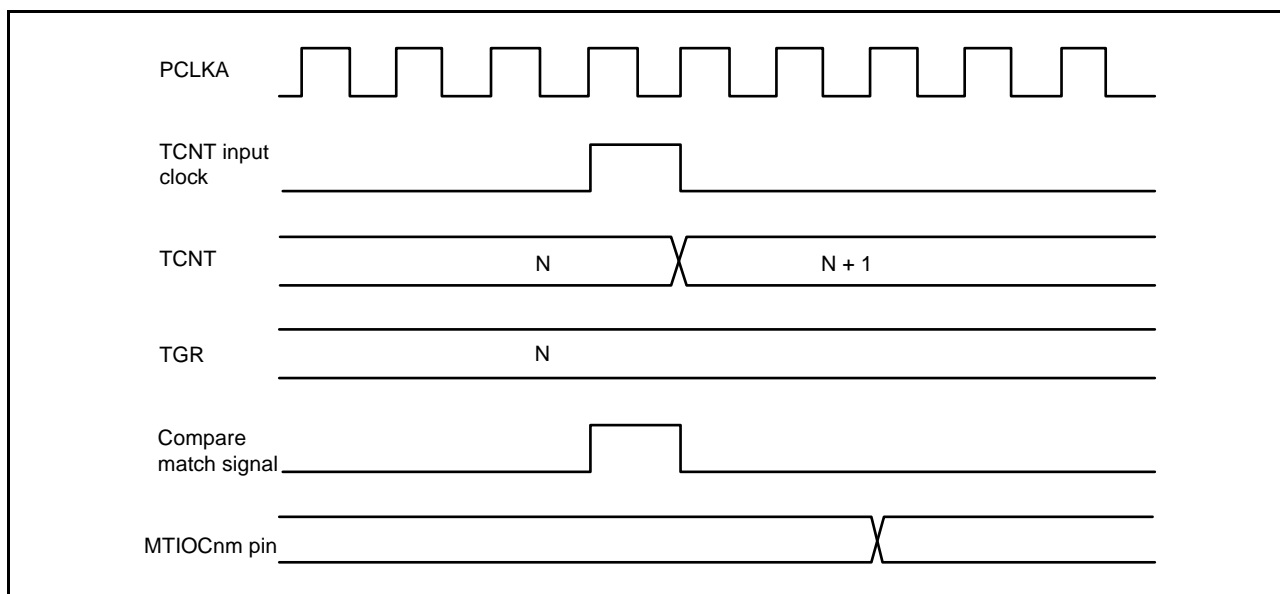 PCLKA
TCNT input
clock
TCNT
N
N + 1
TGR
N
Compare
match signal
MTIOCnm pin